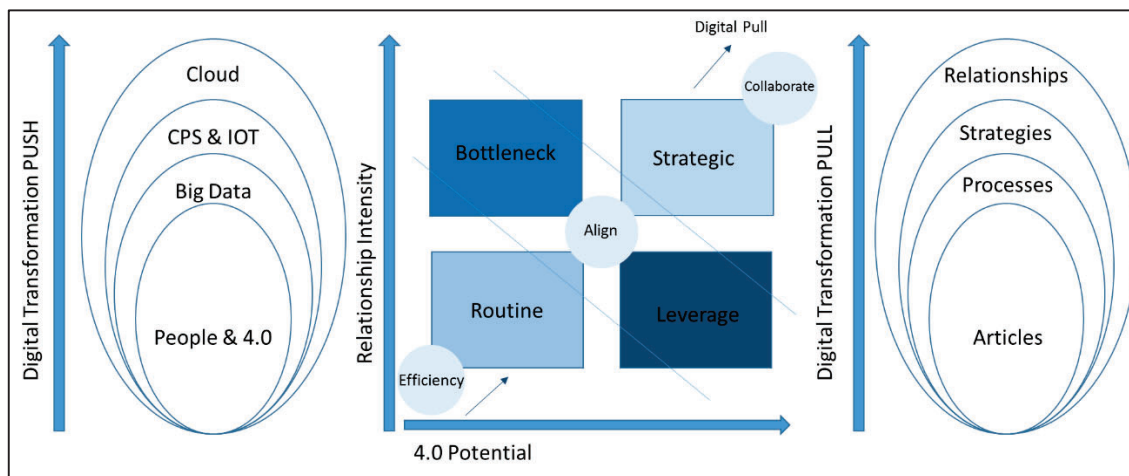 Digital Transformation PUSH
Cloud
CPS & IOT
Big Data
People & 4.0
Relationship Intensity
Digital Pull
Collaborate
Bottleneck
Strategic
Align
Routine
Leverage
Efficiency
4.0 Potential
Digital Transformation PULL
Relationships
Strategies
Processes
Articles